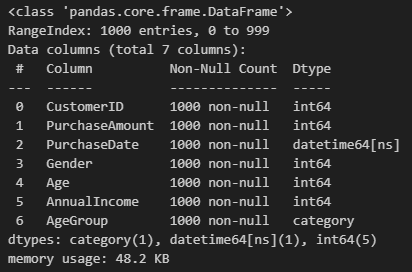 <class 'pandas.core.frame.DataFrame'>
RangeIndex: 1000 entries, 0 to 999
Data columns (total 7 columns):
 #   Column          Non-Null Count  Dtype
---  ------          --------------  -----
 0   CustomerID      1000 non-null   int64
 1   PurchaseAmount  1000 non-null   int64
 2   PurchaseDate    1000 non-null   datetime64[ns]
 3   Gender          1000 non-null   int64
 4   Age             1000 non-null   int64
 5   AnnualIncome    1000 non-null   int64
 6   AgeGroup        1000 non-null   category
dtypes: category(1), datetime64[ns](1), int64(5)
memory usage: 48.2 KB